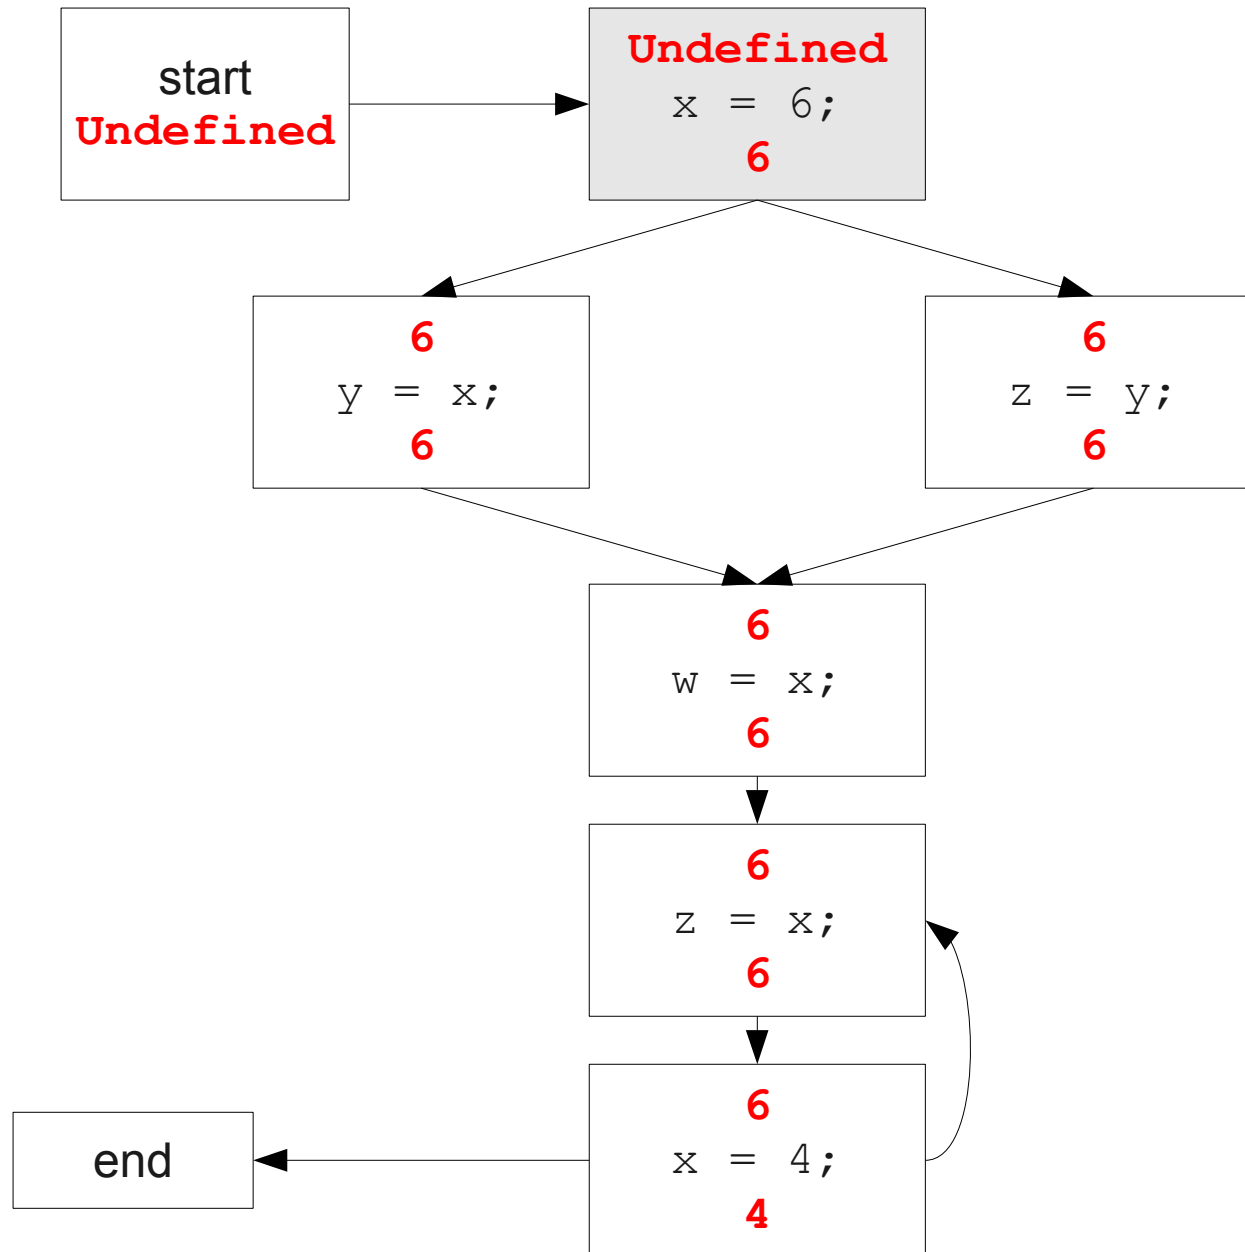 start
Undefined
Undefined
x = 6;
6
6
y = x;
6
6
z = y;
6
6
w = x;
6
6
z = x;
6
6
x = 4;
4
end